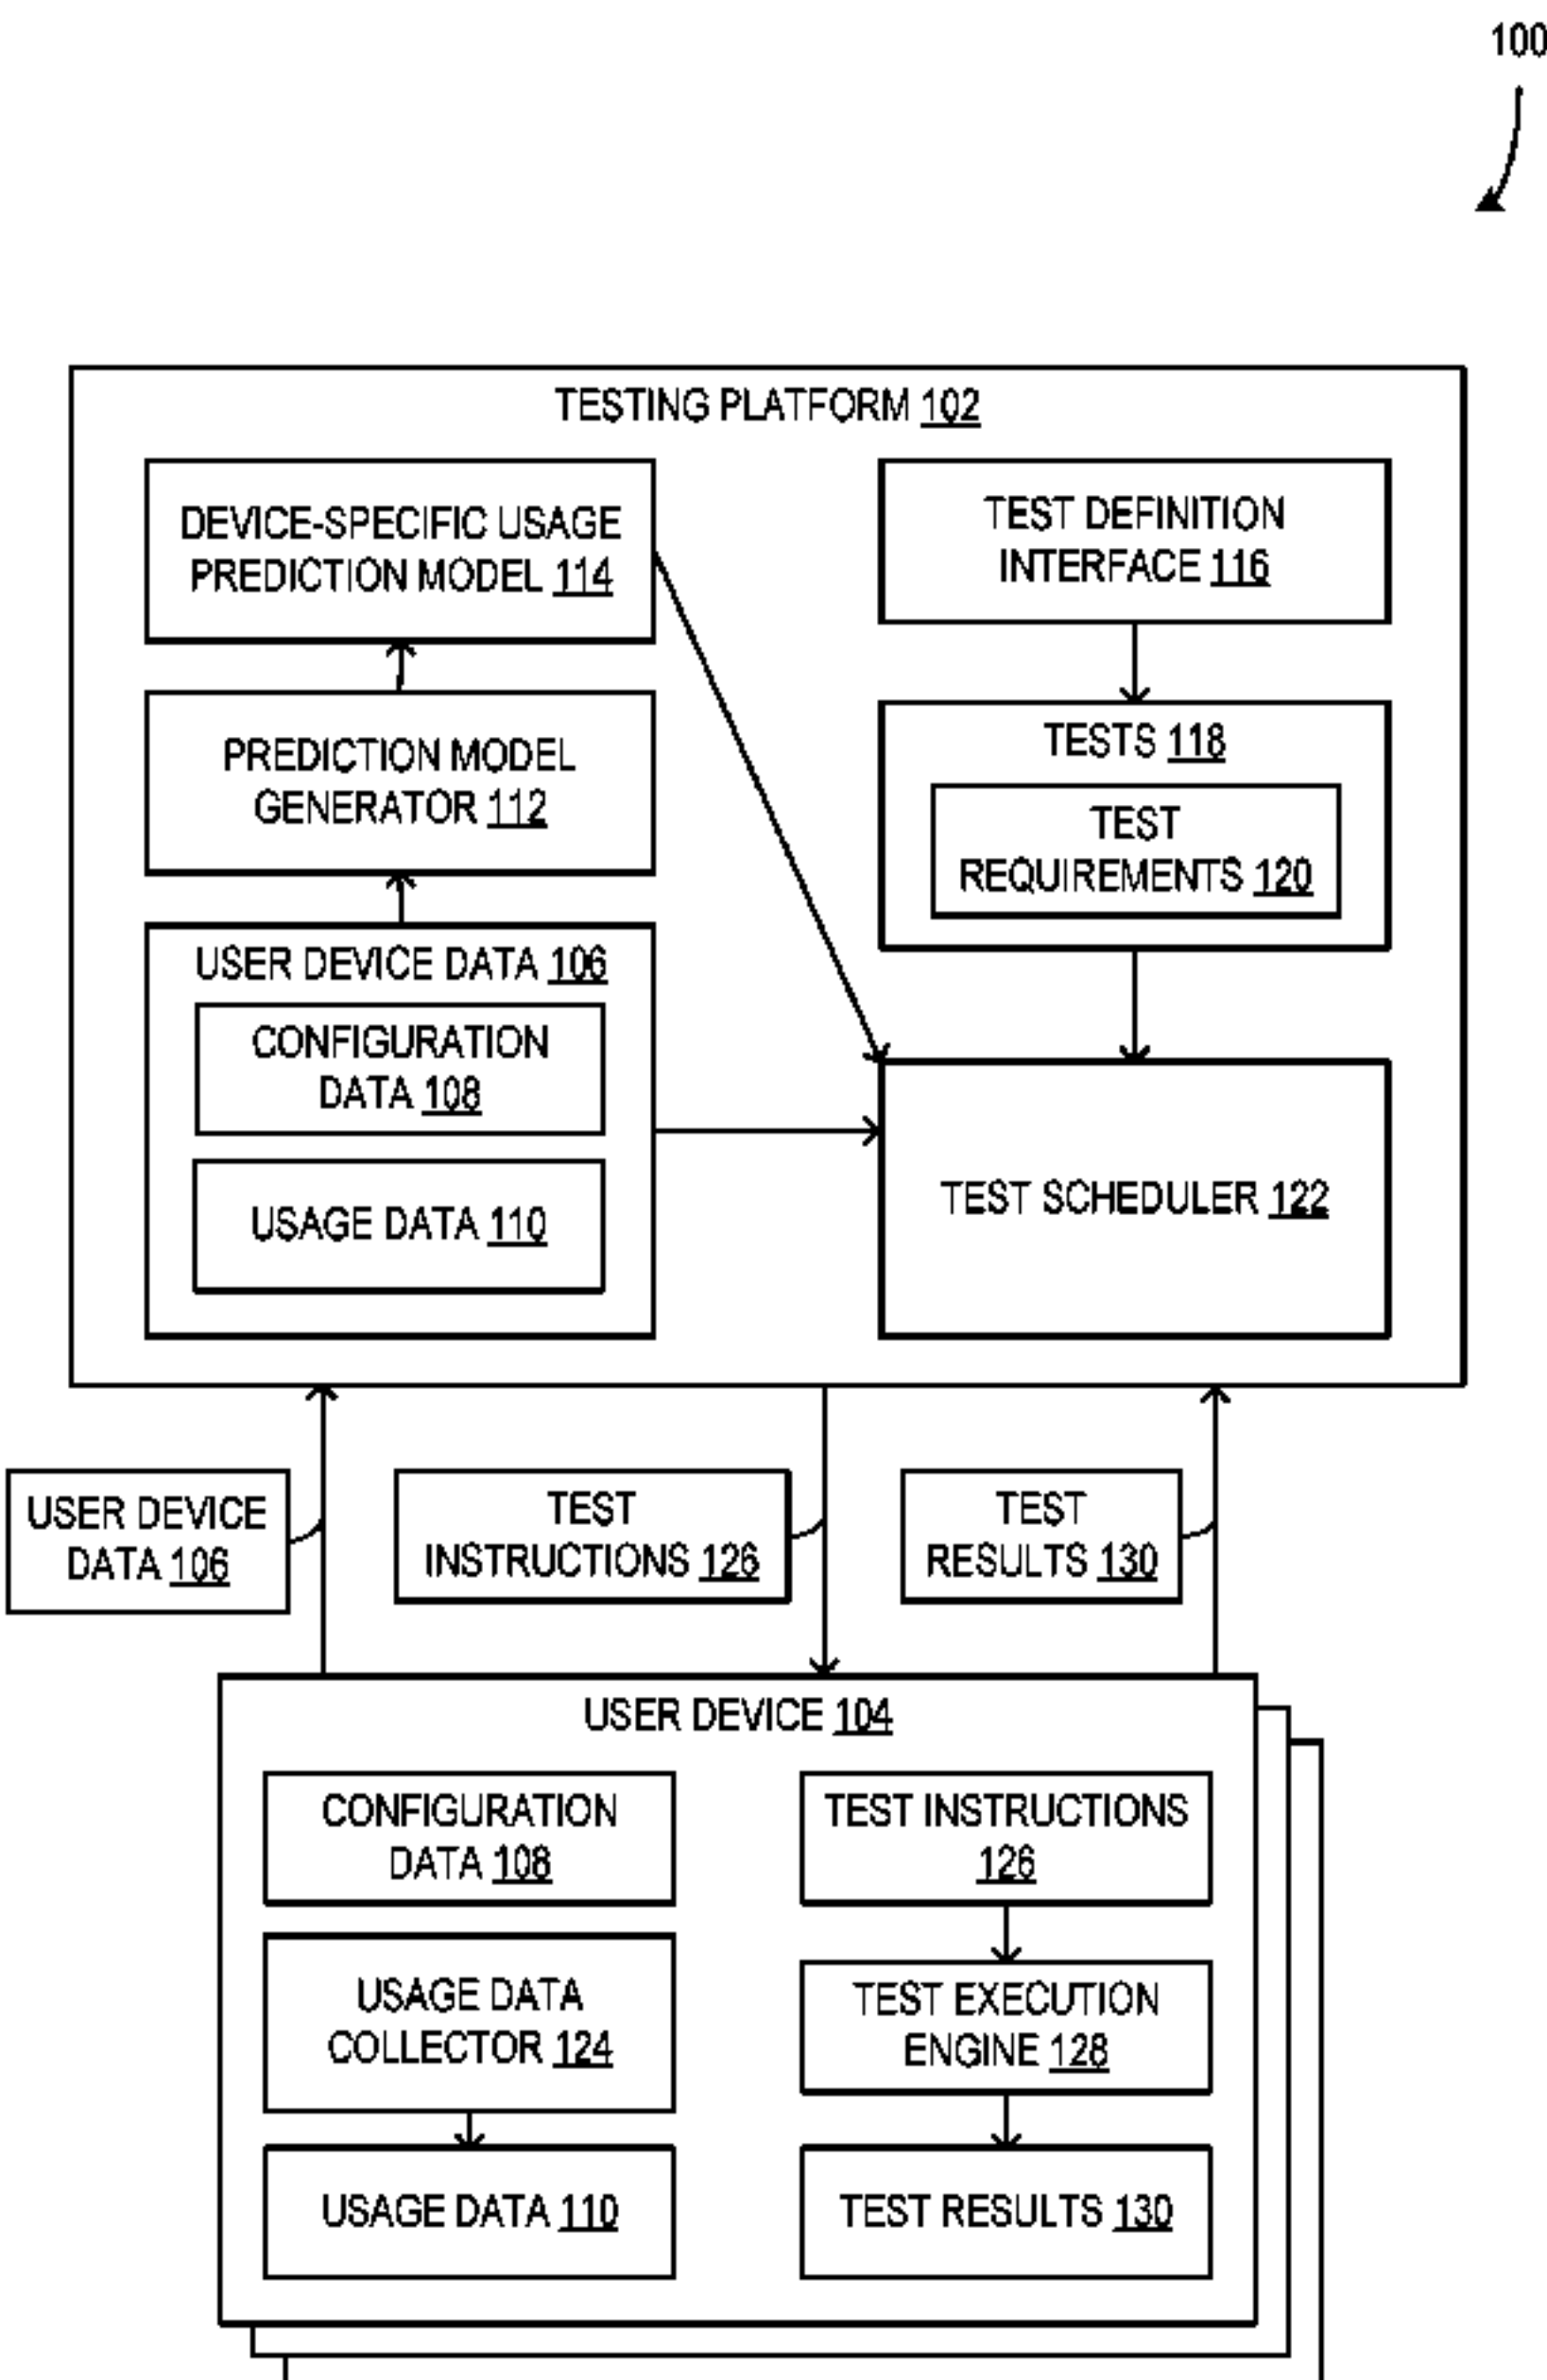 100
TESTING PLATFORM 102
DEVICE-SPECIFIC USAGE
PREDICTION MODEL 114
PREDICTION MODEL
GENERATOR 112
USER DEVICE DATA 106
CONFIGURATION
DATA 108
USAGE DATA 110
TEST DEFINITION
INTERFACE 116
TESTS 118
TEST
REQUIREMENTS 120
TEST SCHEDULER 122
USER DEVICE
DATA 106
TEST
INSTRUCTIONS 126
TEST
RESULTS 130
USER DEVICE 104
CONFIGURATION
DATA 108
USAGE DATA
COLLECTOR 124
USAGE DATA 110
TEST INSTRUCTIONS
126
TEST EXECUTION
ENGINE 128
TEST RESULTS 130